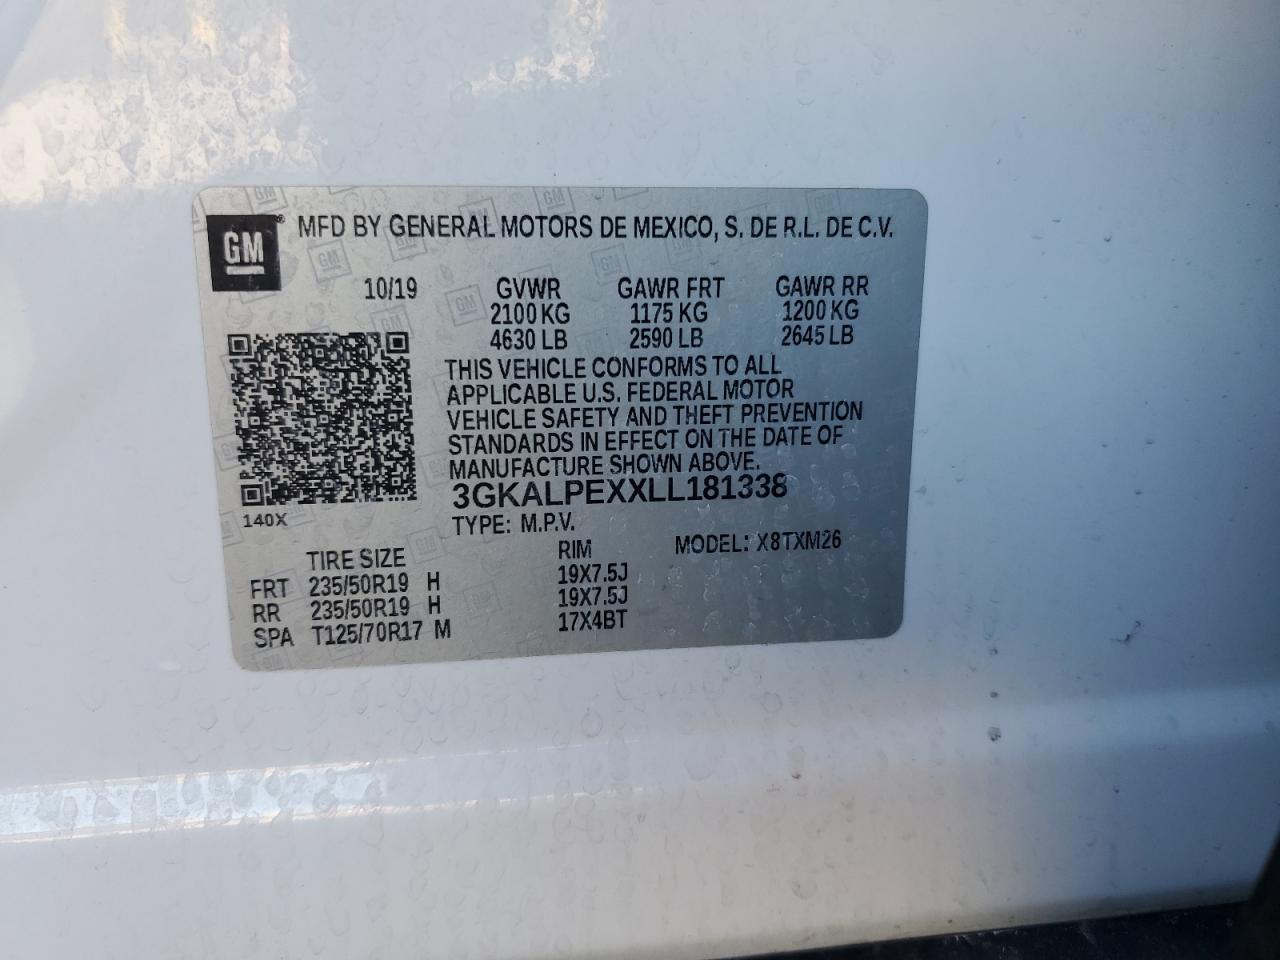 GM ® MFD BY GENERAL MOTORS DE MEXICO, S. DE R.L. DE C.V.
10/19 GVWR GAWR FRT GAWR RR
2100 KG 1175 KG 1200 KG
4630 LB 2590 LB 2645 LB
THIS VEHICLE CONFORMS TO ALL
APPLICABLE U.S. FEDERAL MOTOR
VEHICLE SAFETY AND THEFT PREVENTION
STANDARDS IN EFFECT ON THE DATE OF
MANUFACTURE SHOWN ABOVE.
3GKALPEXXLL181338
140X
TYPE: M.P.V.
TIRE SIZE RIM MODEL: X8TXM26
FRT 235/50R19 H 19X7.5J
RR 235/50R19 H 19X7.5J
SPA T125/70R17 M 17X4BT